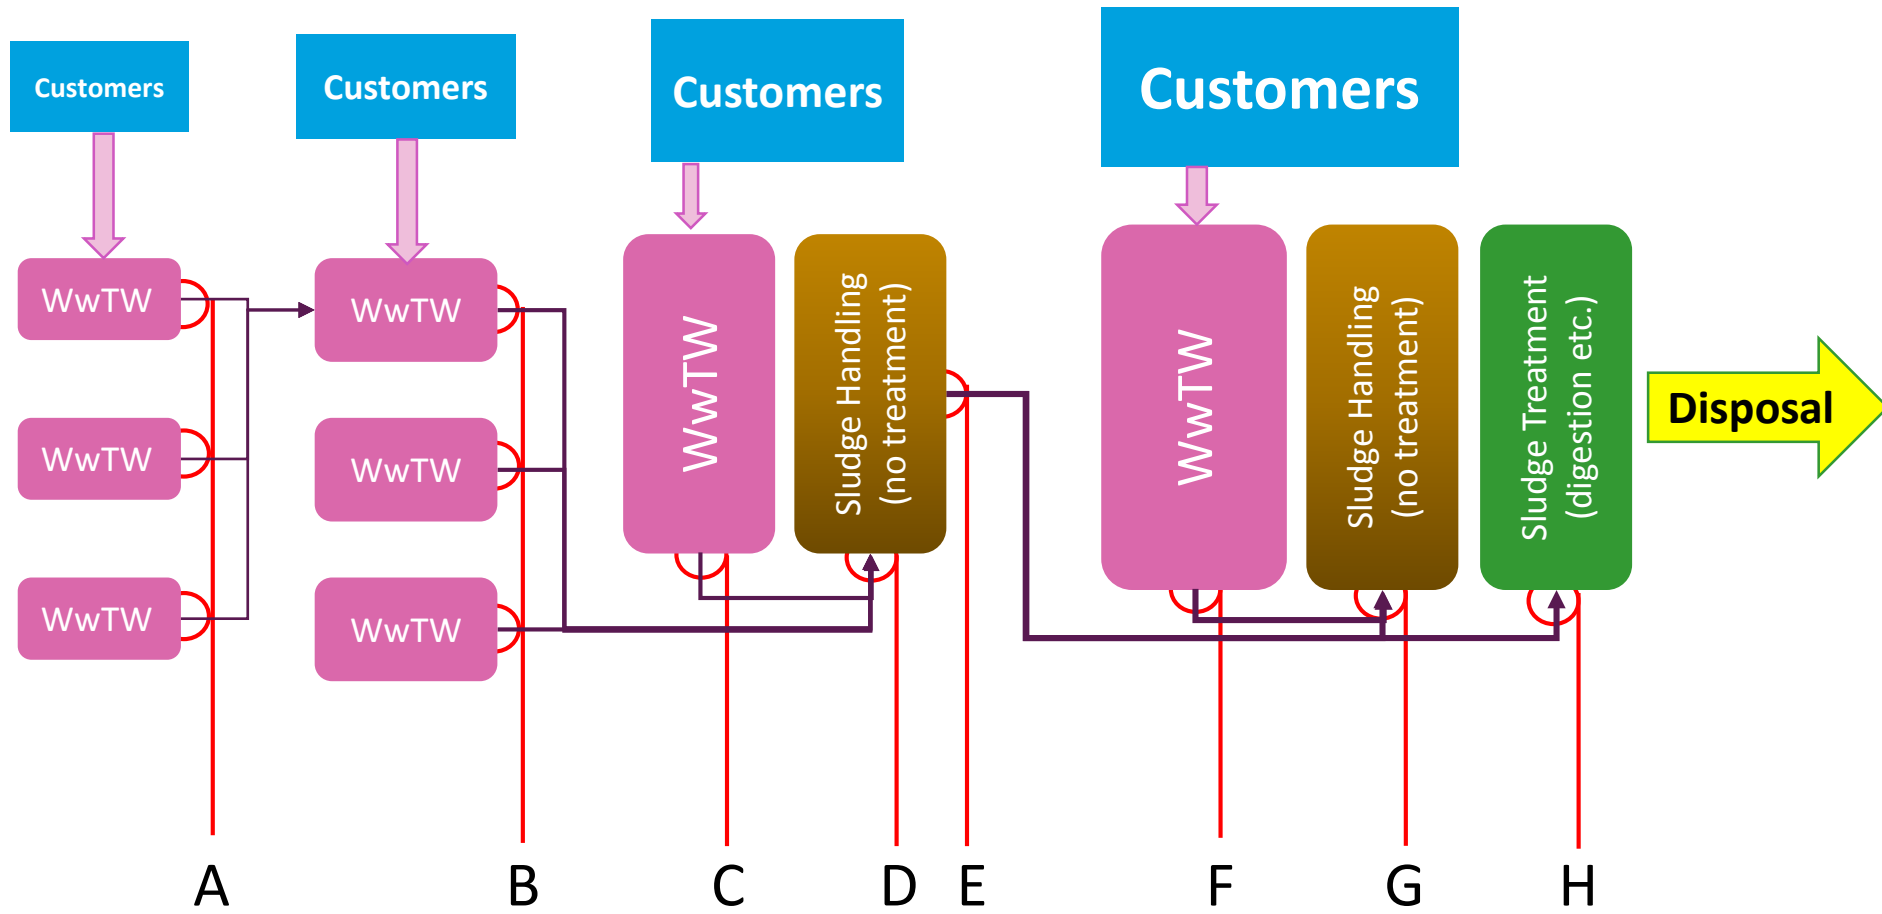 Customers
Customers
Customers
Customers
WwTW
WwTW
WwTW
WwTW
WwTW
WwTW
WwTW
Sludge Handling
(no treatment)
WwTW
Sludge Handling
(no treatment)
Sludge Treatment
(digestion etc.)
Disposal
A
B
C
D
E
F
G
H